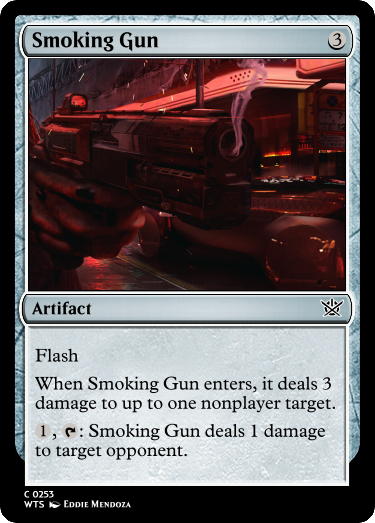 Smoking Gun 3
Artifact
Flash
When Smoking Gun enters, it deals 3
damage to up to one nonplayer target.
1, : Smoking Gun deals 1 damage
to target opponent.
C 0253
WTS Eddie Mendoza